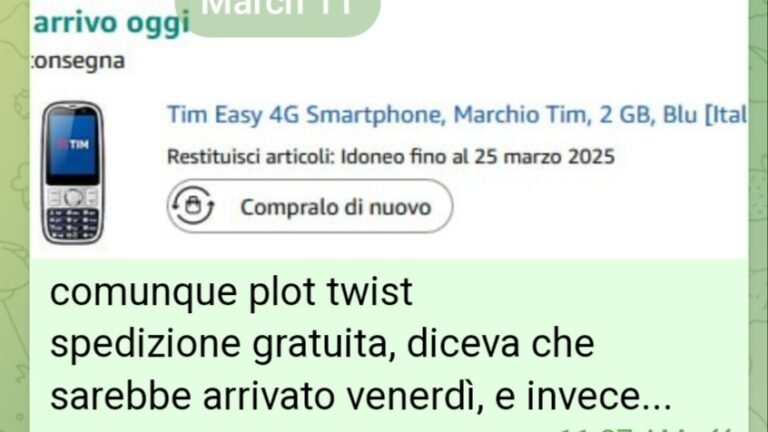 March 11
arrivo oggi
consegna
TIM
Tim Easy 4G Smartphone, Marchio Tim, 2 GB, Blu [Ital
Restituisci articoli: Idoneo fino al 25 marzo 2025
Compralo di nuovo
comunque plot twist
spedizione gratuita, diceva che
sarebbe arrivato venerdì, e invece...